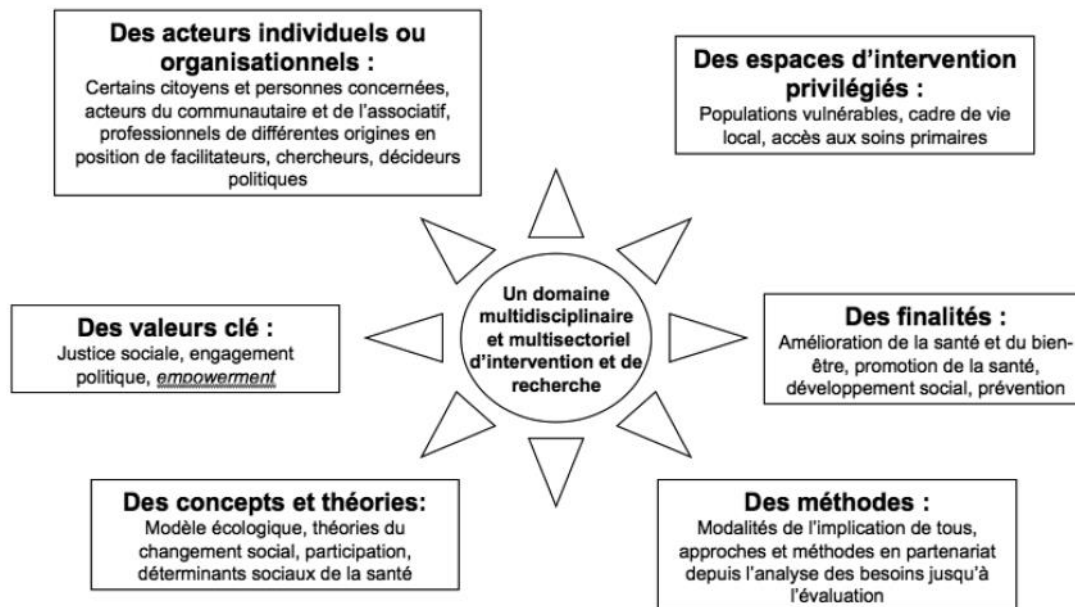 Des acteurs individuels ou
organisationnels :
Certains citoyens et personnes concernées,
acteurs du communautaire et de l'associatif,
professionnels de différentes origines en
position de facilitateurs, chercheurs, décideurs
politiques
Des espaces d'intervention
privilégiés :
Populations vulnérables, cadre de vie
local, accès aux soins primaires
Un domaine
multidisciplinaire
et multisectoriel
d'intervention et de
recherche
Des valeurs clé :
Justice sociale, engagement
politique, empowerment
Des finalités :
Amélioration de la santé et du bien-
être, promotion de la santé,
développement social, prévention
Des concepts et théories:
Modèle écologique, théories du
changement social, participation,
déterminants sociaux de la santé
Des méthodes :
Modalités de l'implication de tous,
approches et méthodes en partenariat
depuis l'analyse des besoins jusqu'à
l'évaluation